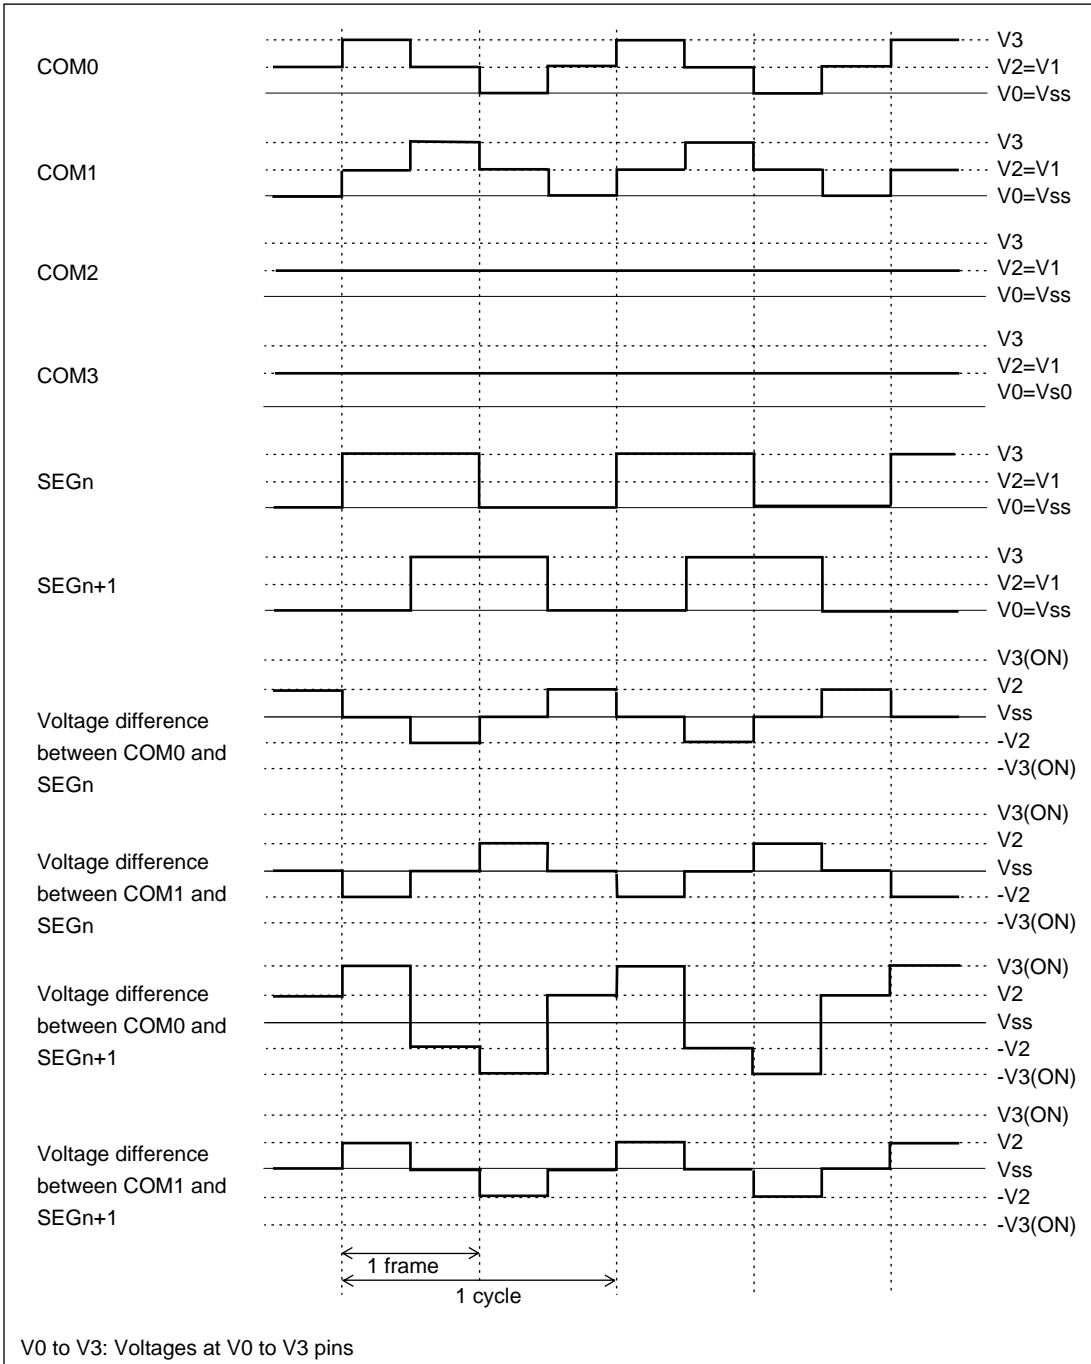 COM0
V3
V2=V1
V0=Vss
COM1
V3
V2=V1
V0=Vss
COM2
V3
V2=V1
V0=Vss
COM3
V3
V2=V1
V0=Vs0
SEGn
V3
V2=V1
V0=Vss
SEGn+1
V3
V2=V1
V0=Vss
Voltage difference
between COM0 and
SEGn
V3(ON)
V2
Vss
-V2
-V3(ON)
Voltage difference
between COM1 and
SEGn
V3(ON)
V2
Vss
-V2
-V3(ON)
Voltage difference
between COM0 and
SEGn+1
V3(ON)
V2
Vss
-V2
-V3(ON)
Voltage difference
between COM1 and
SEGn+1
V3(ON)
V2
Vss
-V2
-V3(ON)
1 frame
1 cycle
V0 to V3: Voltages at V0 to V3 pins